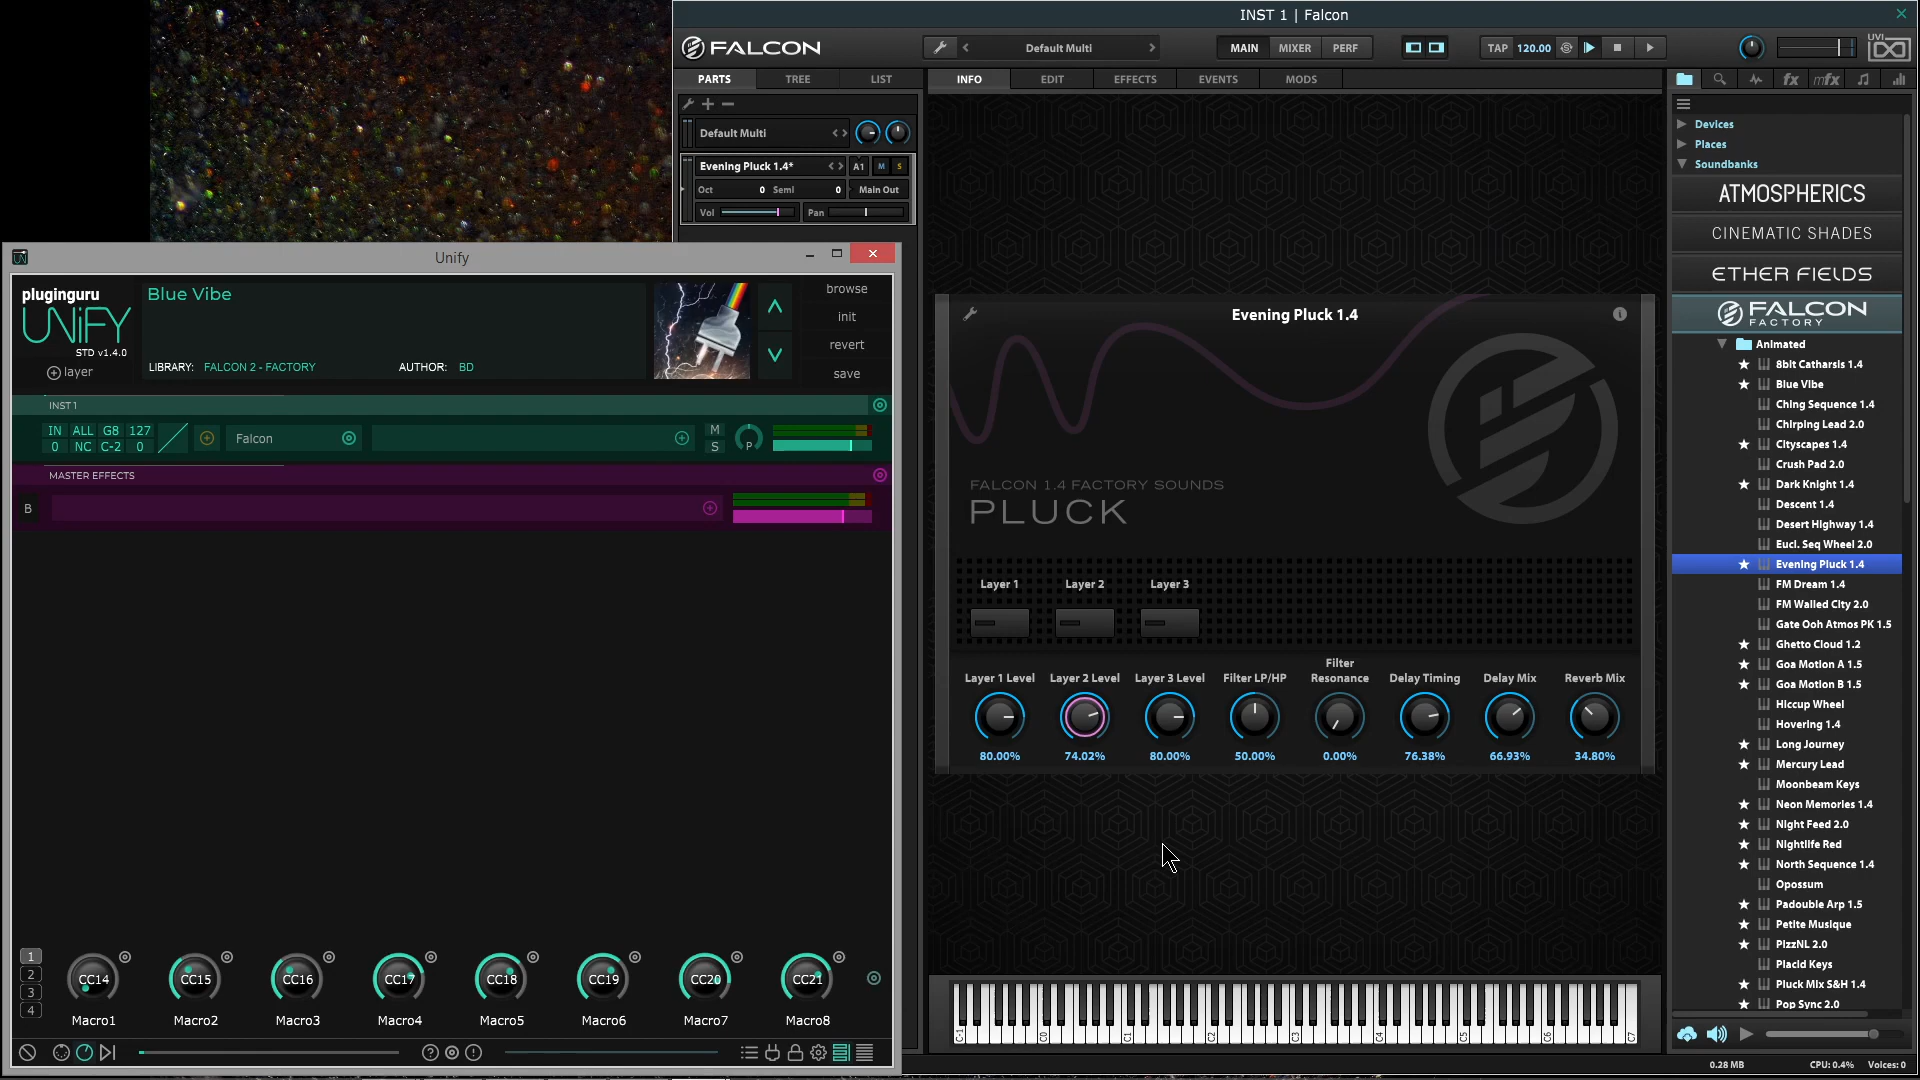 INST 1 | Falcon
FALCON
Default Multi
MAIN MIXER PERF
TAP 120.00
UVI
PARTS TREE LIST
INFO EDIT EFFECTS EVENTS MODS
fx mfx
Default Multi
Evening Pluck 1.4* A1 M S
Oct 0 Semi 0 Main Out
Vol Pan
Devices
Places
Soundbanks
ATMOSPHERICS
CINEMATIC SHADES
ETHER FIELDS
FALCON
FACTORY
Animated
8bit Catharsis 1.4
Blue Vibe
Ching Sequence 1.4
Chirping Lead 2.0
Cityscapes 1.4
Crush Pad 2.0
Dark Knight 1.4
Descent 1.4
Desert Highway 1.4
Eucl. Seq Wheel 2.0
Evening Pluck 1.4
FM Dream 1.4
FM Walled City 2.0
Gate Ooh Atmos PK 1.5
Ghetto Cloud 1.2
Goa Motion A 1.5
Goa Motion B 1.5
Hiccup Wheel
Hovering 1.4
Long Journey
Mercury Lead
Moonbeam Keys
Neon Memories 1.4
Night Feed 2.0
Nightlife Red
North Sequence 1.4
Opossum
Padouble Arp 1.5
Petite Musique
PizzNL 2.0
Placid Keys
Pluck Mix S&H 1.4
Pop Sync 2.0
0.28 MB CPU: 0.4% Voices: 0
Evening Pluck 1.4
FALCON 1.4 FACTORY SOUNDS
PLUCK
Layer 1 Layer 2 Layer 3
Layer 1 Level Layer 2 Level Layer 3 Level Filter LP/HP Filter Resonance Delay Timing Delay Mix Reverb Mix
80.00% 74.02% 80.00% 50.00% 0.00% 76.38% 66.93% 34.80%
C-1 C0 C1 C2 C3 C4 C5 C6 C7
Unify
pluginguru
UNiFY
STD v1.4.0
layer
Blue Vibe
LIBRARY: FALCON 2 - FACTORY AUTHOR: BD
browse
init
revert
save
INST 1
IN ALL G8 127
0 NC C-2 0
Falcon
M
S
P
MASTER EFFECTS
B
1
2
3
4
CC14 CC15 CC16 CC17 CC18 CC19 CC20 CC21
Macro1 Macro2 Macro3 Macro4 Macro5 Macro6 Macro7 Macro8